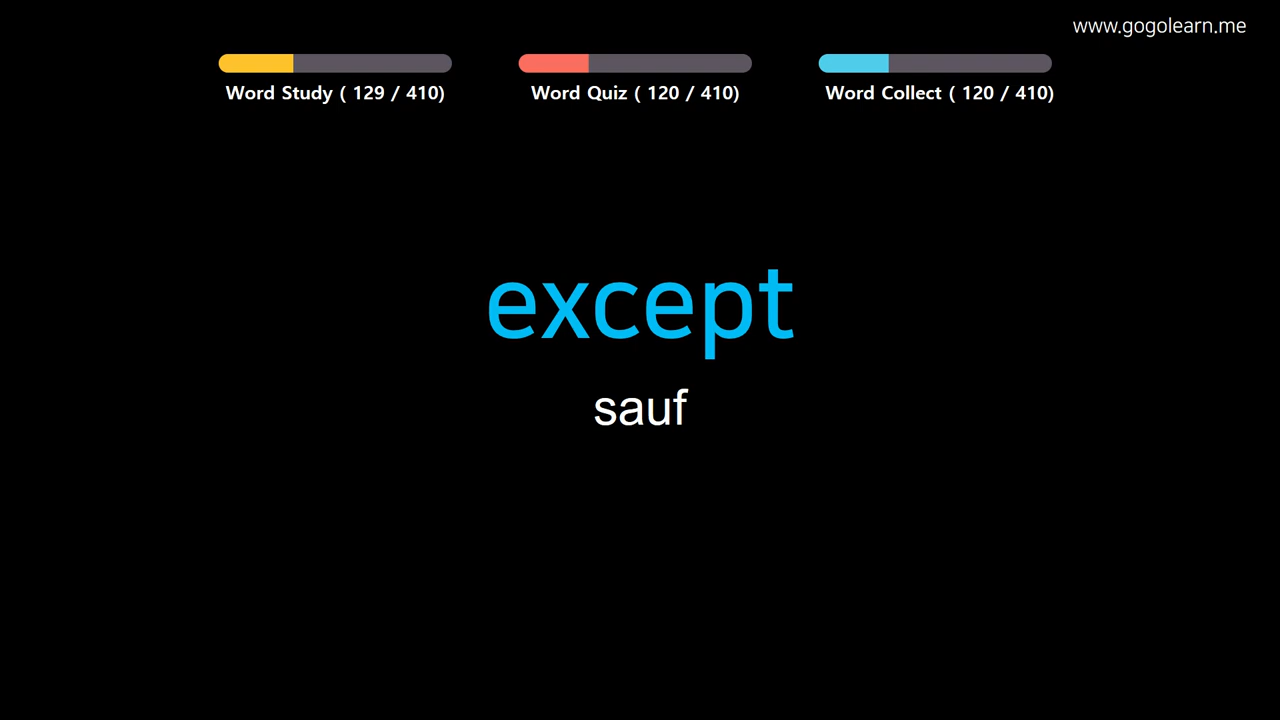 www.gogolearn.me
Word Study ( 129 / 410)
Word Quiz ( 120 / 410)
Word Collect ( 120 / 410)
except
sauf